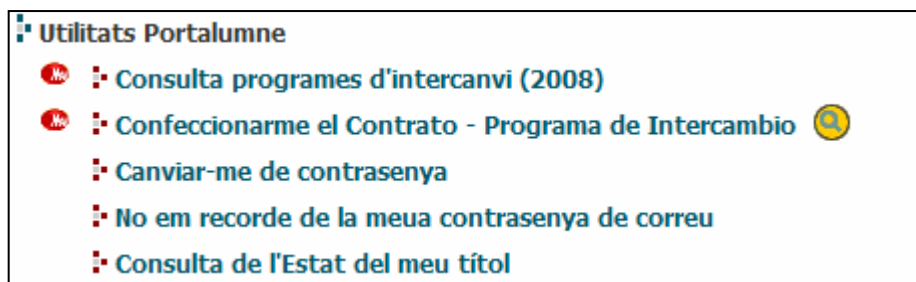 Utilitats Portalumne
Consulta programes d'intercanvi (2008)
Confeccionarme el Contrato - Programa de Intercambio
Canviar-me de contrasenya
No em recorde de la meua contrasenya de correu
Consulta de l'Estat del meu títol